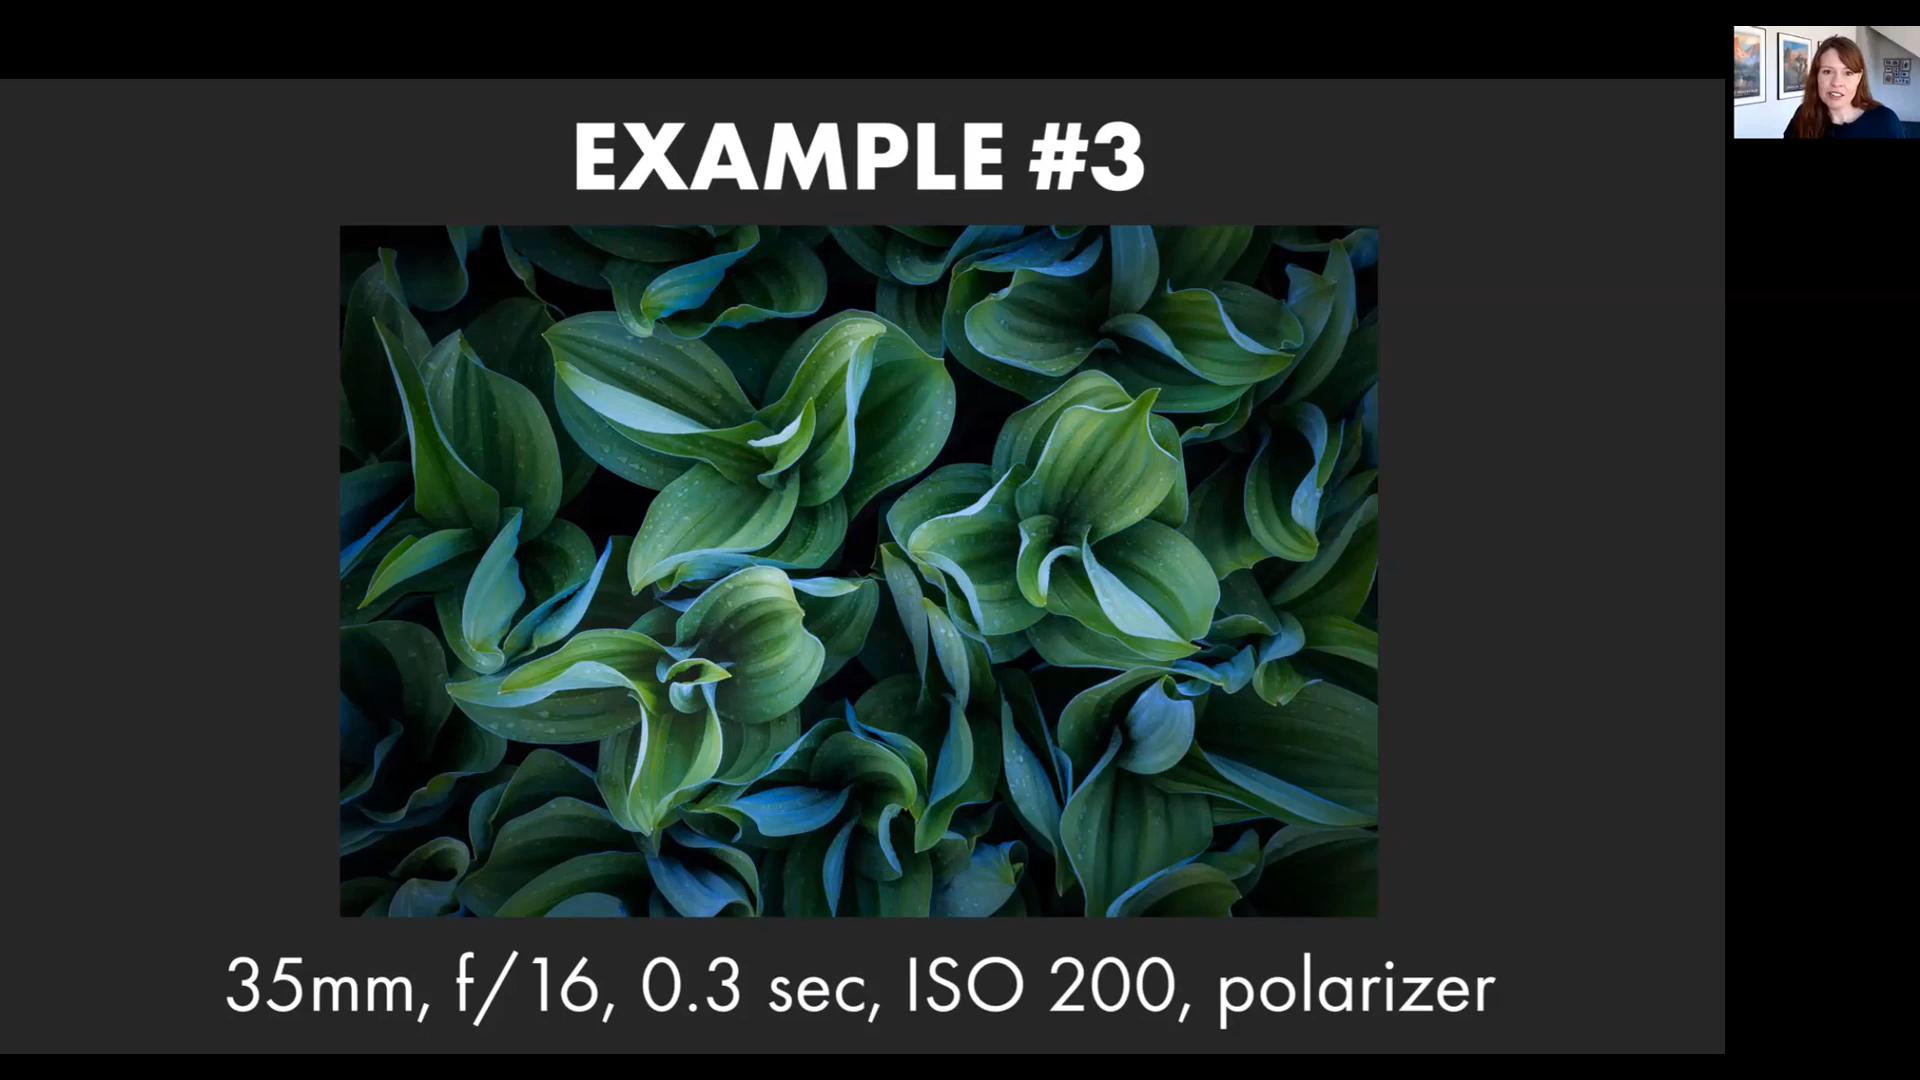 EXAMPLE #3
35mm, f/16, 0.3 sec, ISO 200, polarizer